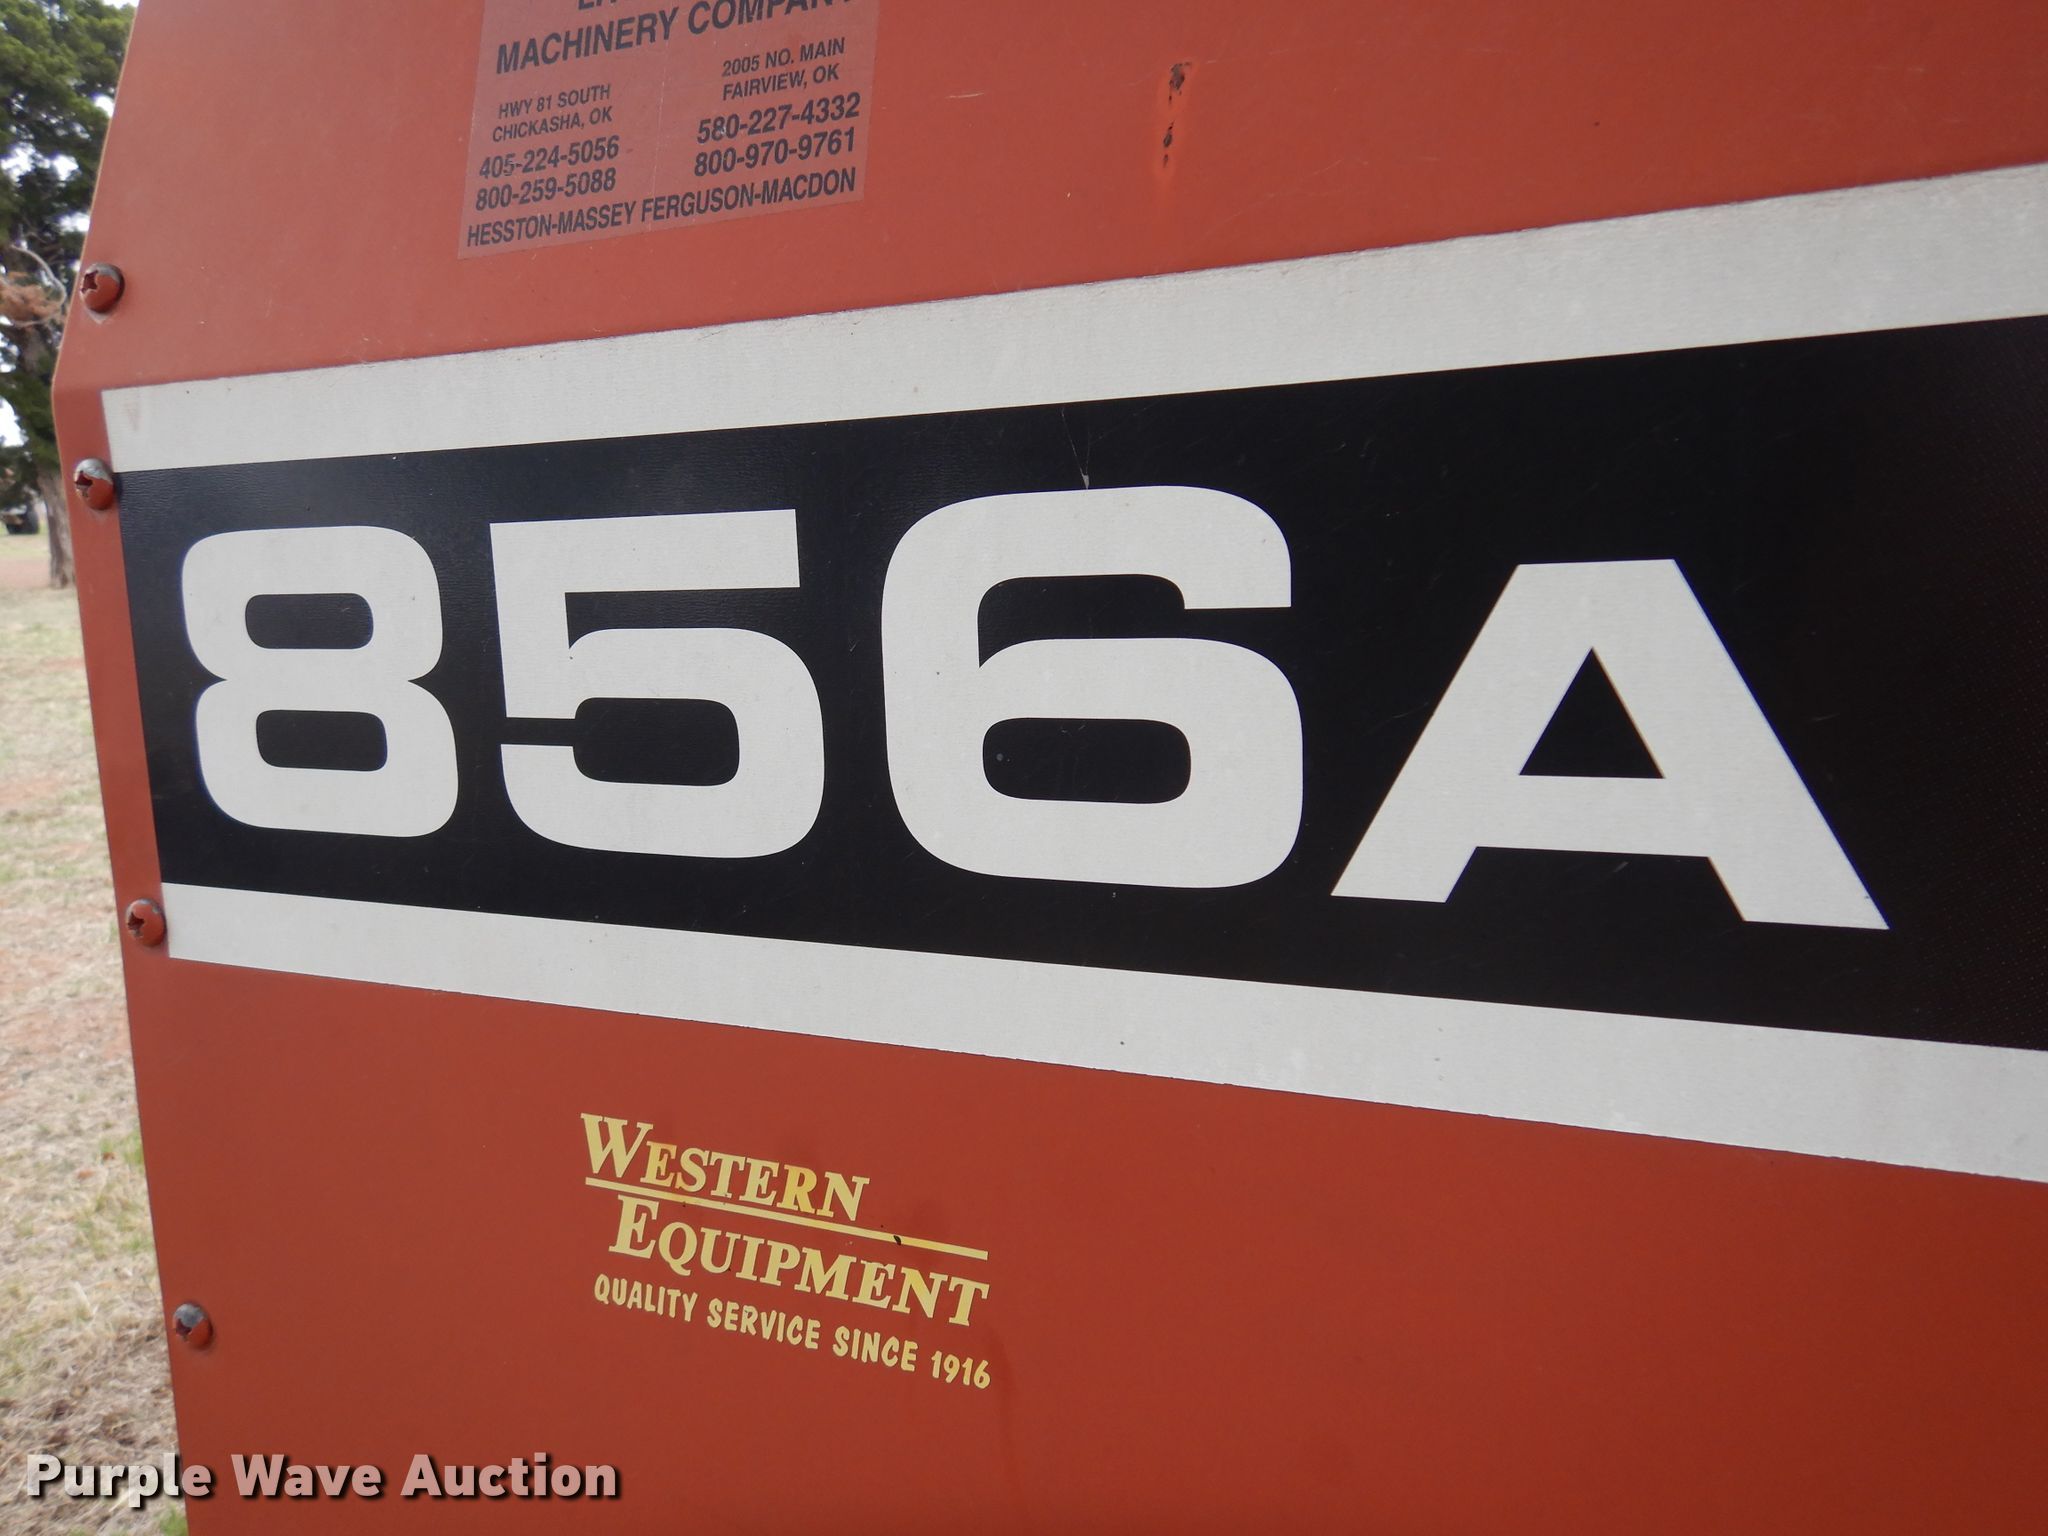 MACHINERY COMPANY
HWY 81 SOUTH
CHICKASHA, OK
405-224-5056
800-259-5088
2005 NO. MAIN
FAIRVIEW, OK
580-227-4332
800-970-9761
HESSTON-MASSEY FERGUSON-MACDON
856A
WESTERN
EQUIPMENT
QUALITY SERVICE SINCE 1916
Purple Wave Auction